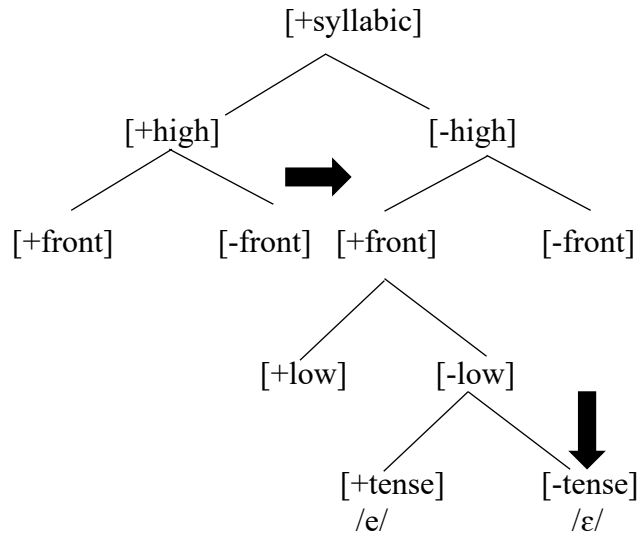 [+syllabic]
[+high] [-high]
[+front] [-front] [+front] [-front]
[+low] [-low]
[+tense] [-tense]
/e/ /ɛ/